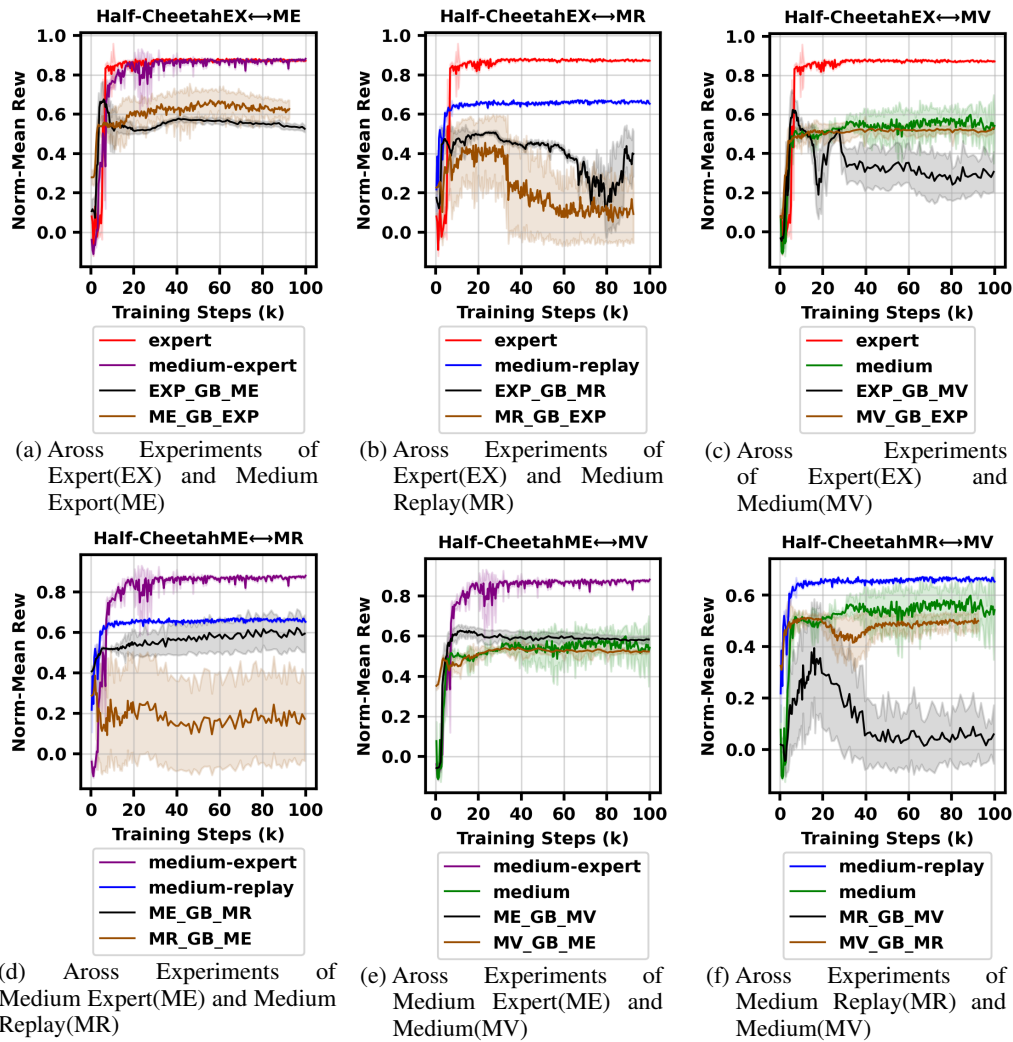 Half-CheetahEX↔ME
Norm-Mean Rew
1.0
0.8
0.6
0.4
0.2
0.0
0 20 40 60 80 100
Training Steps (k)
expert
medium-expert
EXP_GB_ME
ME_GB_EXP
(a) Aross Experiments of
Expert(EX) and Medium
Export(ME)
Half-CheetahEX↔MR
Norm-Mean Rew
1.0
0.8
0.6
0.4
0.2
0.0
0 20 40 60 80 100
Training Steps (k)
expert
medium-replay
EXP_GB_MR
MR_GB_EXP
(b) Aross Experiments of
Expert(EX) and Medium
Replay(MR)
Half-CheetahEX↔MV
Norm-Mean Rew
1.0
0.8
0.6
0.4
0.2
0.0
0 20 40 60 80 100
Training Steps (k)
expert
medium
EXP_GB_MV
MV_GB_EXP
(c) Aross Experiments
of Expert(EX) and
Medium(MV)
Half-CheetahME↔MR
Norm-Mean Rew
0.8
0.6
0.4
0.2
0.0
0 20 40 60 80 100
Training Steps (k)
medium-expert
medium-replay
ME_GB_MR
MR_GB_ME
(d) Aross Experiments of
Medium Expert(ME) and Medium
Replay(MR)
Half-CheetahME↔MV
Norm-Mean Rew
0.8
0.6
0.4
0.2
0.0
0 20 40 60 80 100
Training Steps (k)
medium-expert
medium
ME_GB_MV
MV_GB_ME
(e) Aross Experiments of
Medium Expert(ME) and
Medium(MV)
Half-CheetahMR↔MV
Norm-Mean Rew
0.6
0.4
0.2
0.0
0 20 40 60 80 100
Training Steps (k)
medium-replay
medium
MR_GB_MV
MV_GB_MR
(f) Aross Experiments of
Medium Replay(MR) and
Medium(MV)